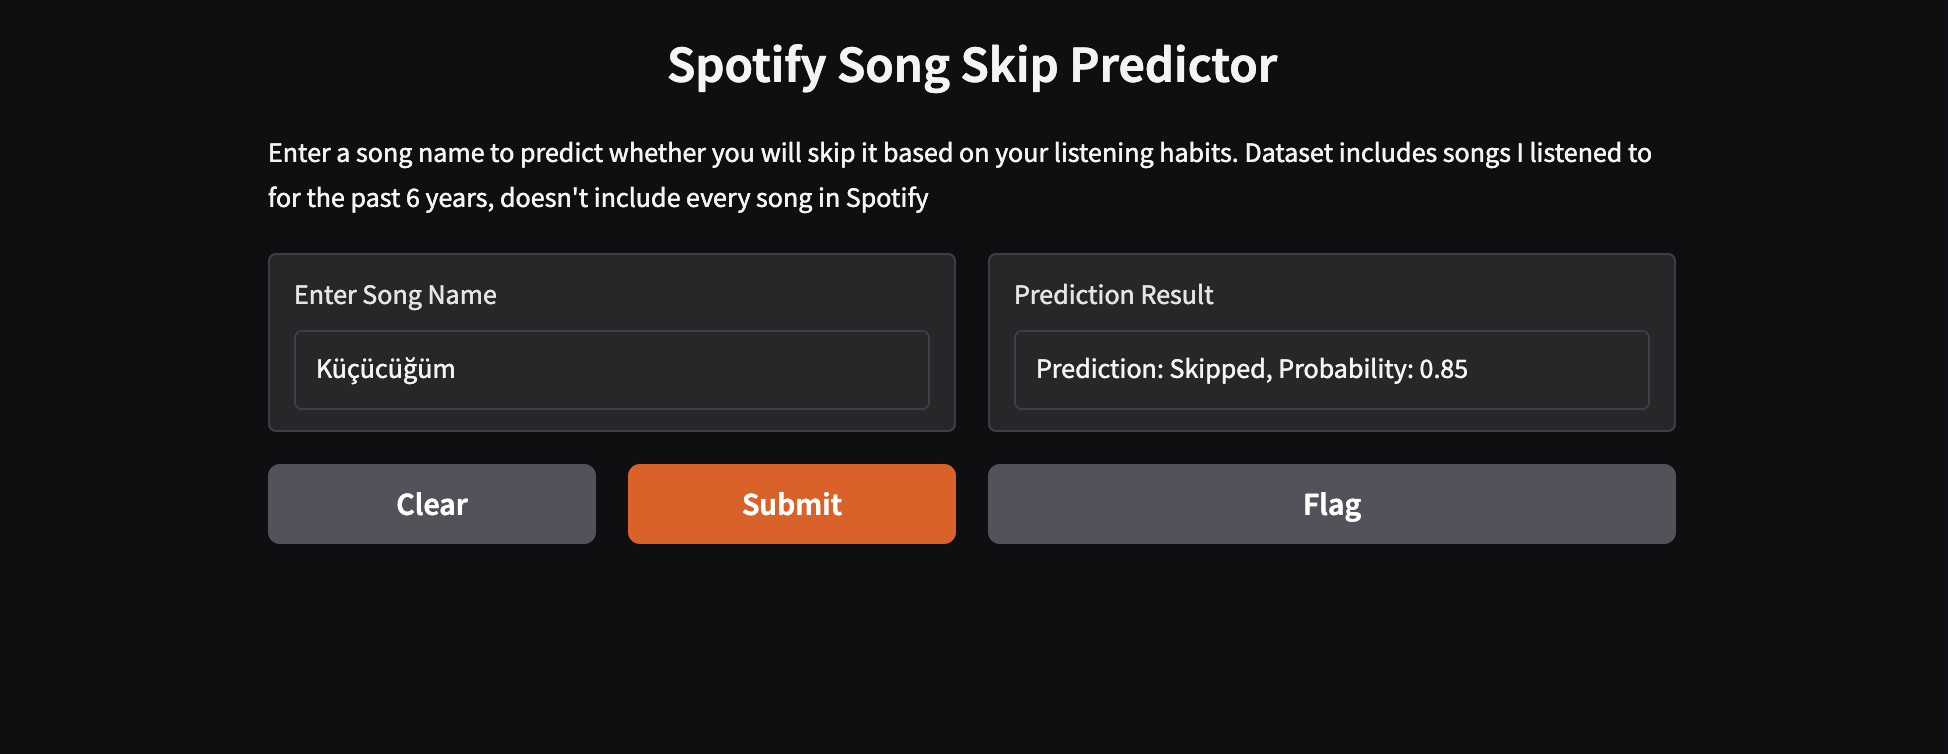 Spotify Song Skip Predictor
Enter a song name to predict whether you will skip it based on your listening habits. Dataset includes songs I listened to
for the past 6 years, doesn't include every song in Spotify
Enter Song Name
Küçücüğüm
Prediction Result
Prediction: Skipped, Probability: 0.85
Clear
Submit
Flag